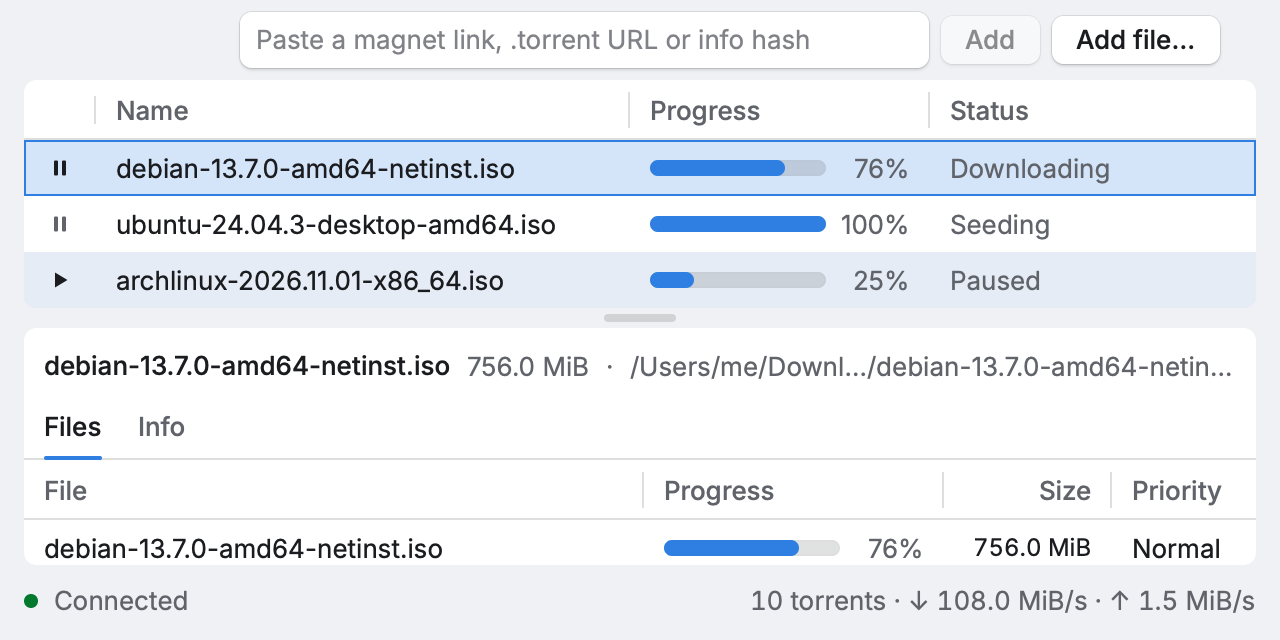 Paste a magnet link, .torrent URL or info hash Add Add file...
Name Progress Status
debian-13.7.0-amd64-netinst.iso 76% Downloading
ubuntu-24.04.3-desktop-amd64.iso 100% Seeding
archlinux-2026.11.01-x86_64.iso 25% Paused
debian-13.7.0-amd64-netinst.iso 756.0 MiB · /Users/me/Downl.../debian-13.7.0-amd64-netin...
Files Info
File Progress Size Priority
debian-13.7.0-amd64-netinst.iso 76% 756.0 MiB Normal
Connected 10 torrents · ↓ 108.0 MiB/s · ↑ 1.5 MiB/s